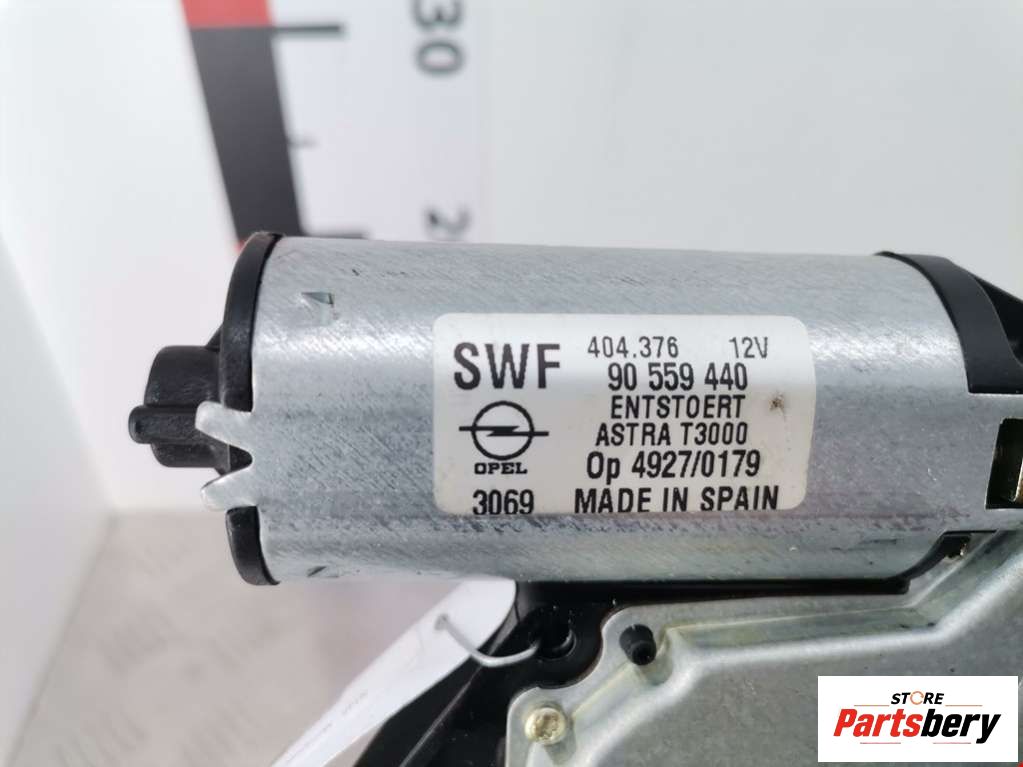 30
SWF 404.376 12V
90 559 440
ENTSTOERT
ASTRA T3000
OPEL Op 4927/0179
3069 MADE IN SPAIN
STORE
Partsbery